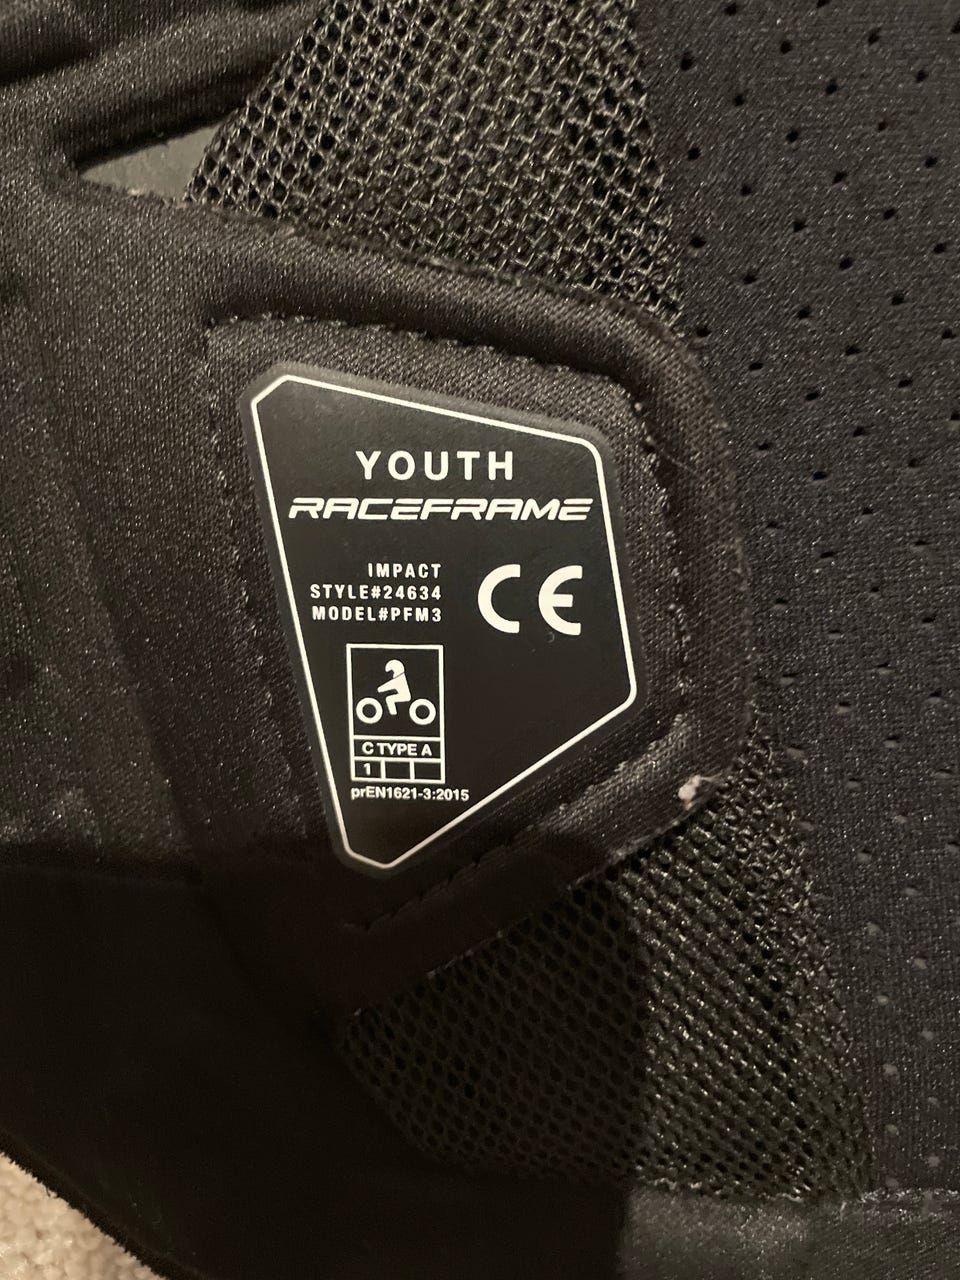 YOUTH
RACEFRAME
IMPACT
STYLE#24634
MODEL#PFM3
CE
C TYPE A
1
prEN1621-3:2015